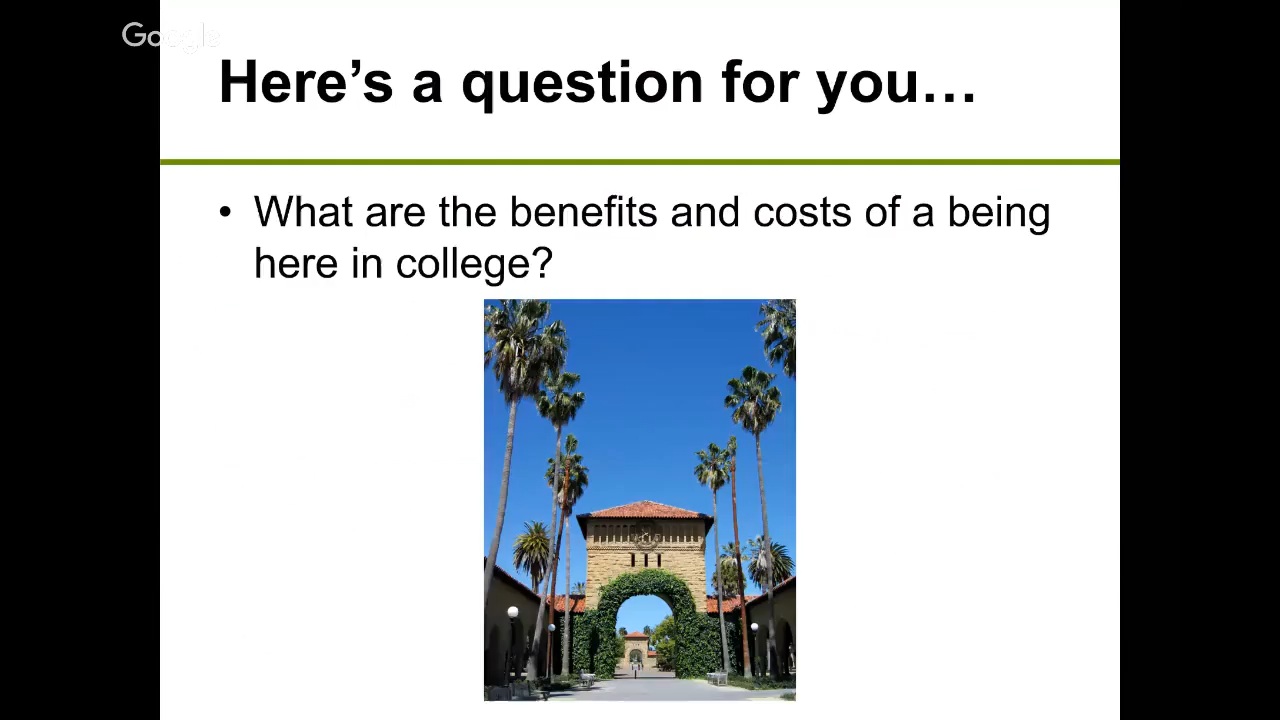 Google
Here’s a question for you…
• What are the benefits and costs of a being
here in college?